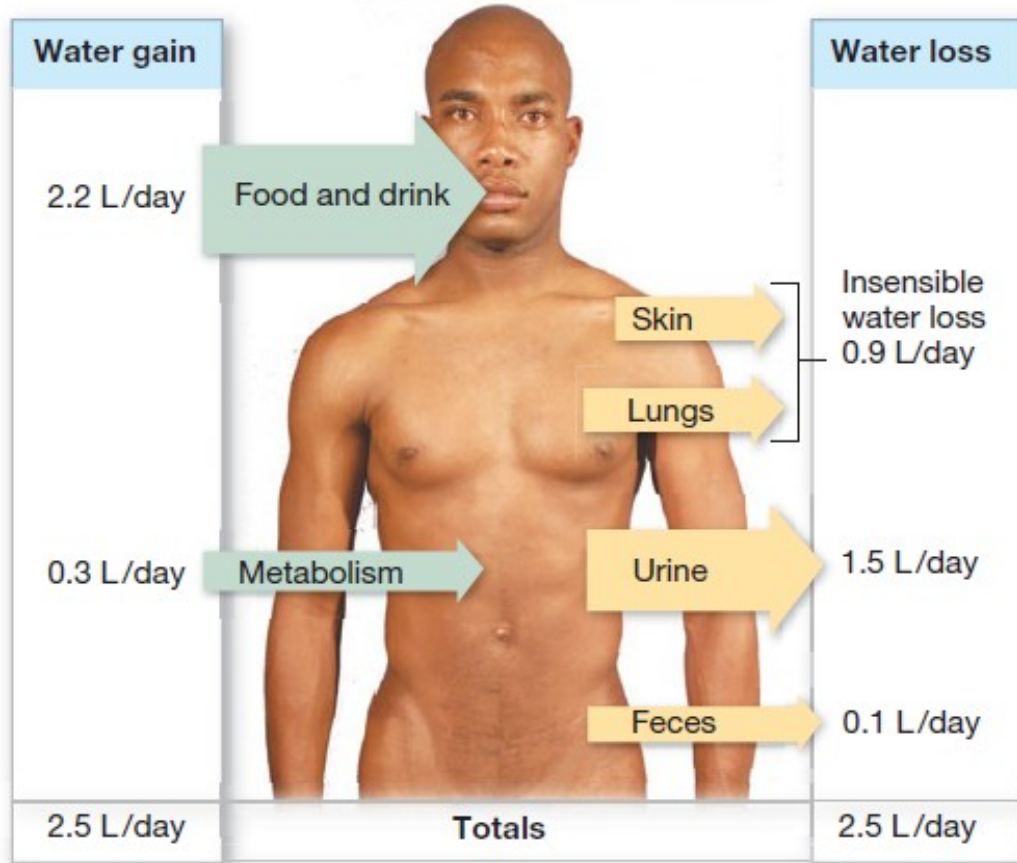 Water gain
Water loss
2.2 L/day
Food and drink
Skin
Insensible
water loss
0.9 L/day
Lungs
0.3 L/day
Metabolism
Urine
1.5 L/day
Feces
0.1 L/day
2.5 L/day
Totals
2.5 L/day